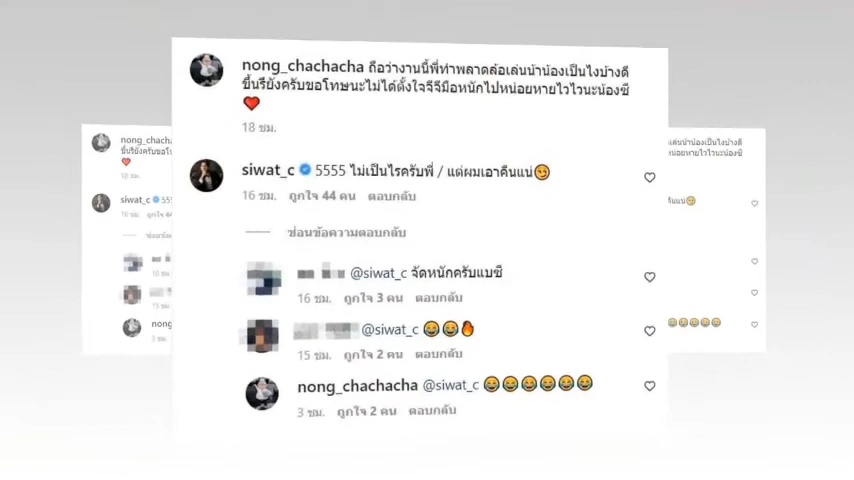 nong_chachacha ถือว่างานนี้พี่ทำพลาดล้อเล่นน้าน้องเป็นไงบ้างดี
ขึ้นรึยังครับขอโทษนะไม่ได้ตั้งใจจีจีมือหนักไปหน่อยหายไวไวนะน้องซี
❤️
18 ชม.
siwat_c 5555 ไม่เป็นไรครับพี่ / แต่ผมเอาคืนแน่😏
16 ชม. ถูกใจ 44 คน ตอบกลับ
ซ่อนข้อความตอบกลับ
@siwat_c จัดหนักครับแบซี
16 ชม. ถูกใจ 3 คน ตอบกลับ
@siwat_c 😂😂🔥
15 ชม. ถูกใจ 2 คน ตอบกลับ
nong_chachacha @siwat_c 😂😂😂😂😂😂
3 ชม. ถูกใจ 2 คน ตอบกลับ